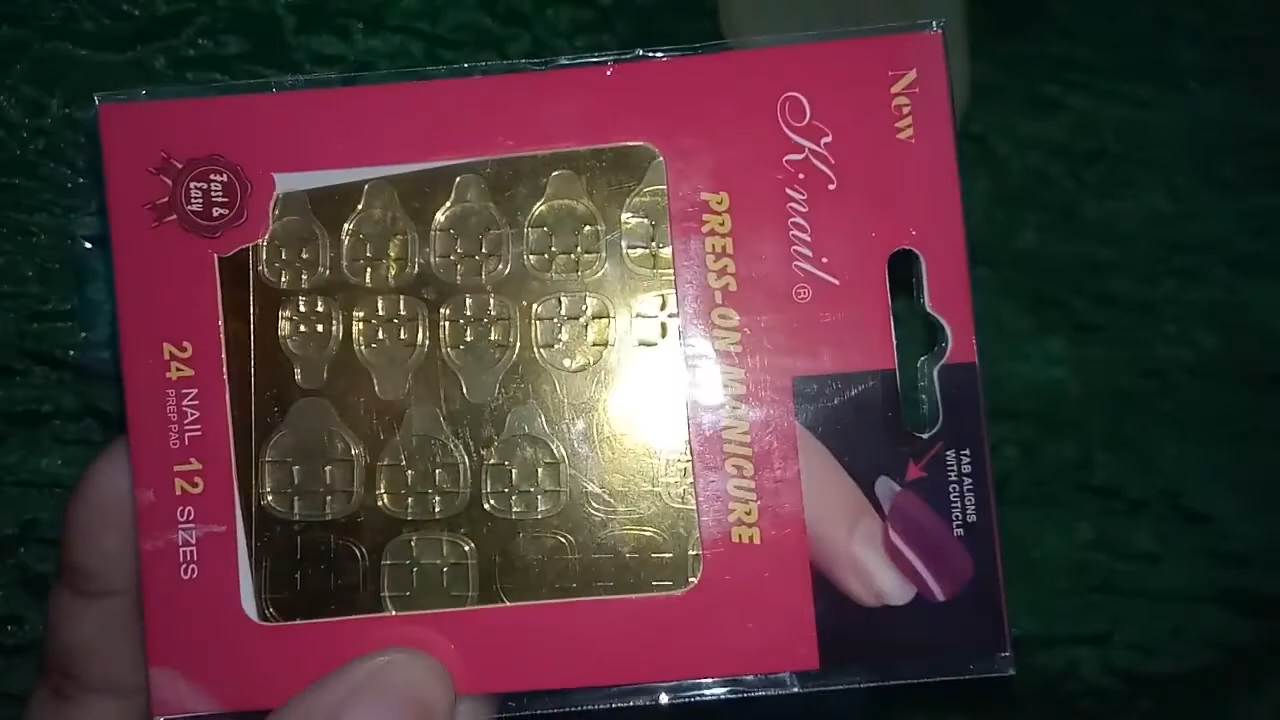 New
K·nail®
PRESS-ON MANICURE
TAB ALIGNS
WITH CUTICLE
Fast &
Easy
24 NAIL 12 SIZES
PREP PAD